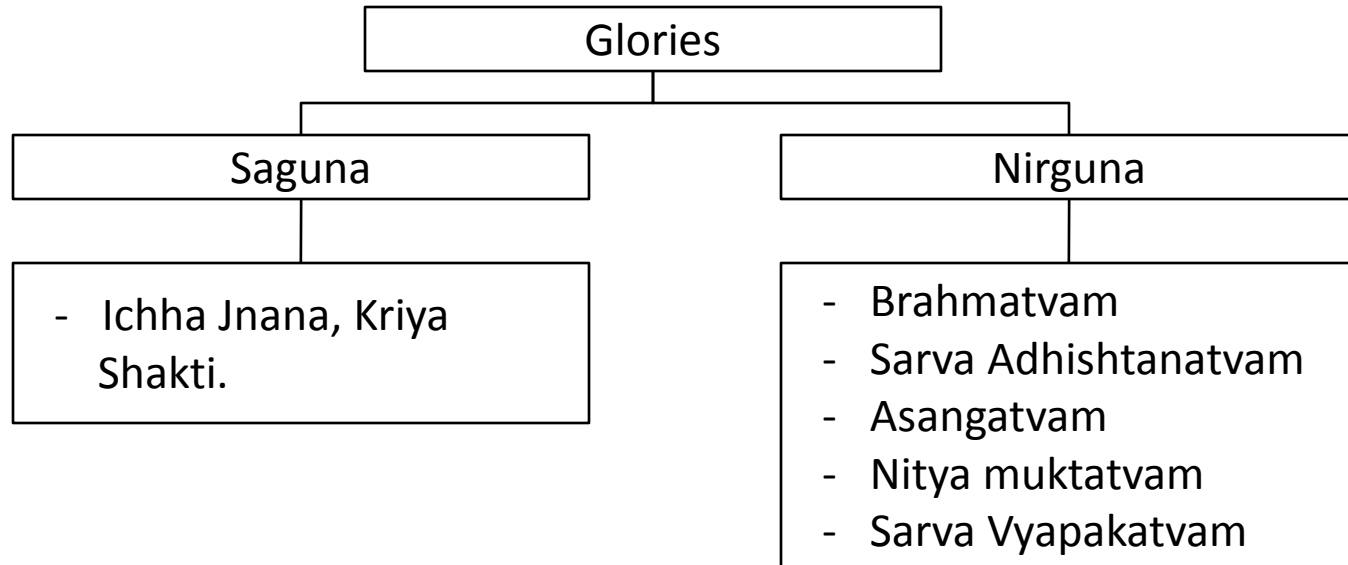 Glories
Saguna
Nirguna
- Ichha Jnana, Kriya
Shakti.
- Brahmatvam
- Sarva Adhishtanatvam
- Asangatvam
- Nitya muktatvam
- Sarva Vyapakatvam